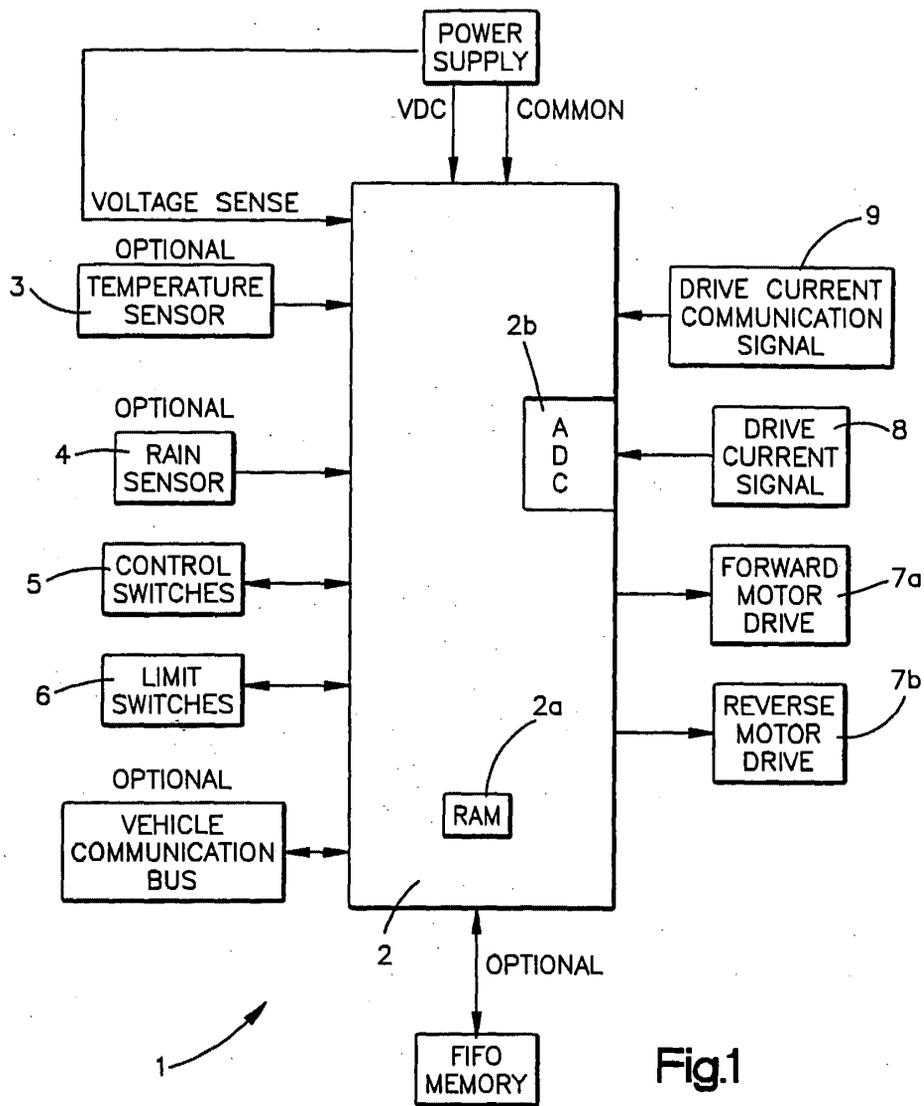 POWER
SUPPLY
VDC
COMMON
VOLTAGE SENSE
OPTIONAL
3
TEMPERATURE
SENSOR
9
DRIVE CURRENT
COMMUNICATION
SIGNAL
2b
A
D
C
OPTIONAL
4
RAIN
SENSOR
DRIVE
CURRENT
SIGNAL
8
5
CONTROL
SWITCHES
FORWARD
MOTOR
DRIVE
7a
6
LIMIT
SWITCHES
2a
7b
REVERSE
MOTOR
DRIVE
OPTIONAL
VEHICLE
COMMUNICATION
BUS
RAM
2
OPTIONAL
1
FIFO
MEMORY
Fig.1